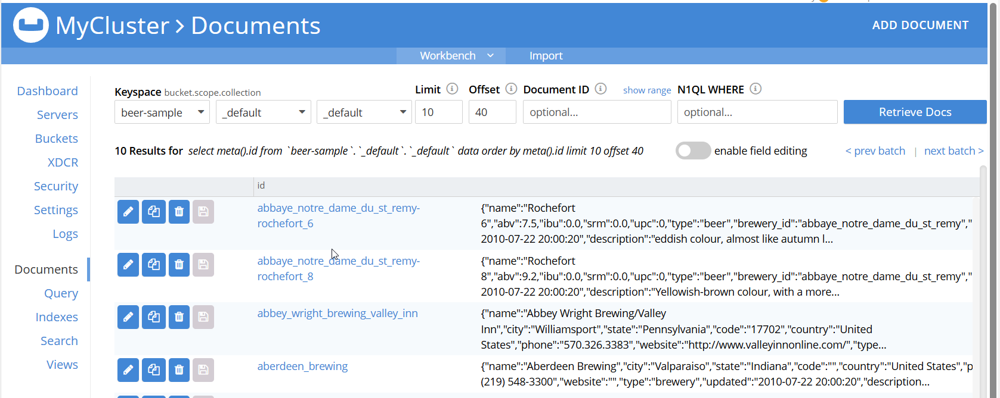 MyCluster > Documents
ADD DOCUMENT
Workbench
Import
Dashboard
Servers
Buckets
XDCR
Security
Settings
Logs
Documents
Query
Indexes
Search
Views
Keyspace bucket.scope.collection
Limit
Offset
Document ID
show range
N1QL WHERE
beer-sample
_default
_default
10
40
optional...
optional...
Retrieve Docs
10 Results for select meta().id from `beer-sample`.`_default`.`_default` data order by meta().id limit 10 offset 40
enable field editing
< prev batch | next batch >
id
abbaye_notre_dame_du_st_remy-
rochefort_6
{"name":"Rochefort
6","abv":7.5,"ibu":0.0,"srm":0.0,"upc":0,"type":"beer","brewery_id":"abbaye_notre_dame_du_st_remy","
2010-07-22 20:00:20","description":"eddish colour, almost like autumn l...
abbaye_notre_dame_du_st_remy-
rochefort_8
{"name":"Rochefort
8","abv":9.2,"ibu":0.0,"srm":0.0,"upc":0,"type":"beer","brewery_id":"abbaye_notre_dame_du_st_remy","
2010-07-22 20:00:20","description":"Yellowish-brown colour, with a more...
abbey_wright_brewing_valley_inn
{"name":"Abbey Wright Brewing/Valley
Inn","city":"Williamsport","state":"Pennsylvania","code":"17702","country":"United
States","phone":"570.326.3383","website":"http://www.valleyinnonline.com/","type...
aberdeen_brewing
{"name":"Aberdeen Brewing","city":"Valparaiso","state":"Indiana","code":"","country":"United States","p
(219) 548-3300","website":"","type":"brewery","updated":"2010-07-22 20:00:20","description...